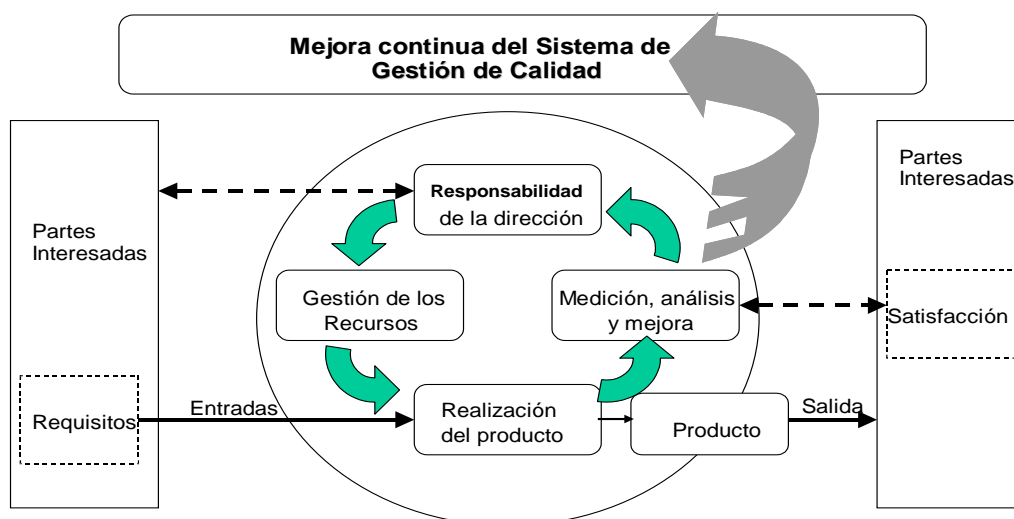 Mejora continua del Sistema de
Gestión de Calidad
Partes
Interesadas
Responsabilidad
de la dirección
Partes
Interesadas
Gestión de los
Recursos
Medición, análisis
y mejora
Satisfacción
Requisitos
Entradas
Realización
del producto
Producto
Salida